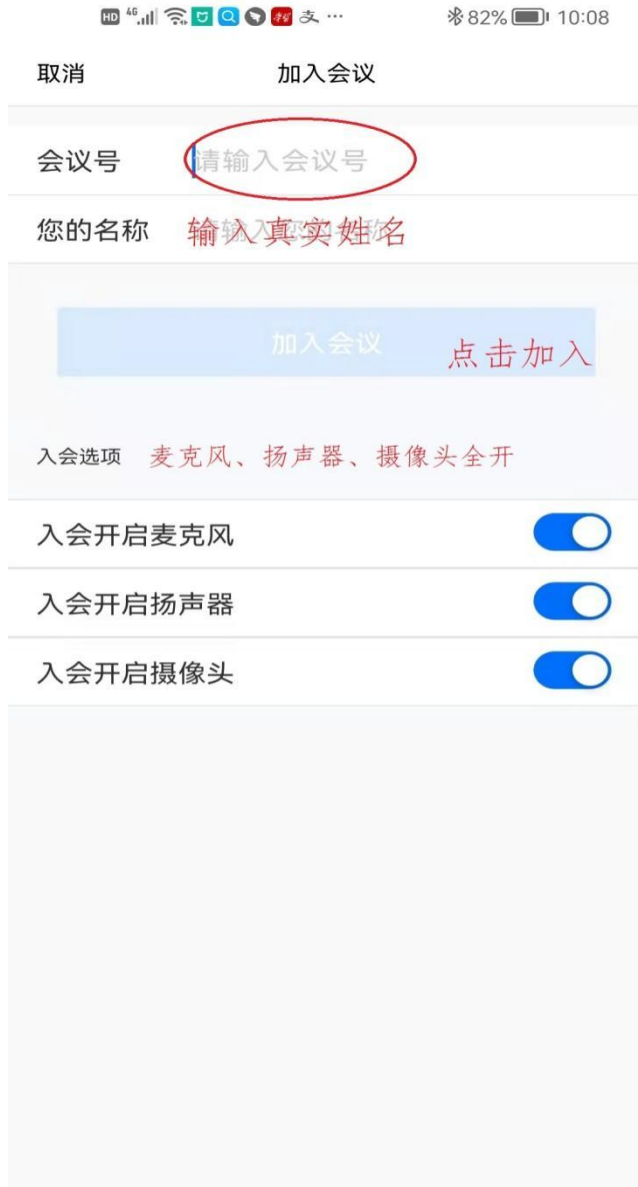 HD 4G 82% 10:08
取消 加入会议
会议号 请输入会议号
您的名称 输入真实姓名
加入会议 点击加入
入会选项 麦克风、扬声器、摄像头全开
入会开启麦克风
入会开启扬声器
入会开启摄像头